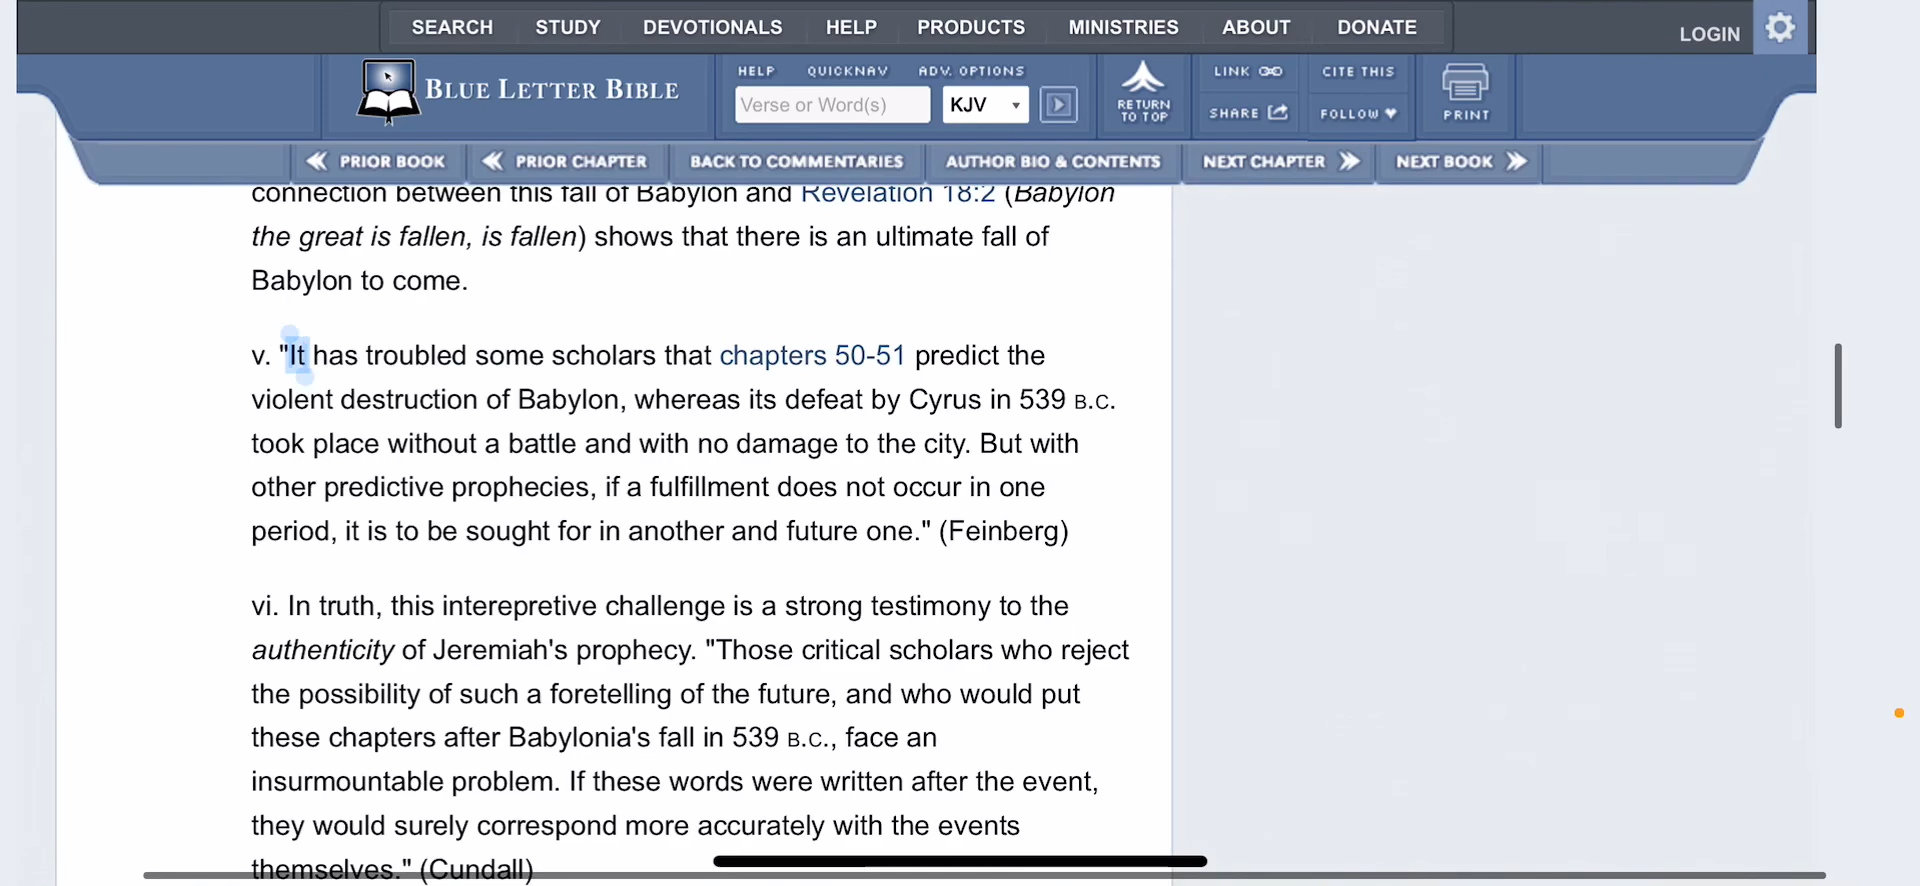 SEARCH STUDY DEVOTIONALS HELP PRODUCTS MINISTRIES ABOUT DONATE LOGIN
BLUE LETTER BIBLE
HELP QUICKNAV ADV. OPTIONS
Verse or Word(s) KJV
RETURN
TO TOP
LINK CITE THIS
SHARE FOLLOW
PRINT
PRIOR BOOK PRIOR CHAPTER BACK TO COMMENTARIES AUTHOR BIO & CONTENTS NEXT CHAPTER NEXT BOOK
connection between this fall of Babylon and Revelation 18:2 (Babylon
the great is fallen, is fallen) shows that there is an ultimate fall of
Babylon to come.
v. "It has troubled some scholars that chapters 50-51 predict the
violent destruction of Babylon, whereas its defeat by Cyrus in 539 B.C.
took place without a battle and with no damage to the city. But with
other predictive prophecies, if a fulfillment does not occur in one
period, it is to be sought for in another and future one." (Feinberg)
vi. In truth, this interepretive challenge is a strong testimony to the
authenticity of Jeremiah's prophecy. "Those critical scholars who reject
the possibility of such a foretelling of the future, and who would put
these chapters after Babylonia's fall in 539 B.C., face an
insurmountable problem. If these words were written after the event,
they would surely correspond more accurately with the events
themselves." (Cundall)